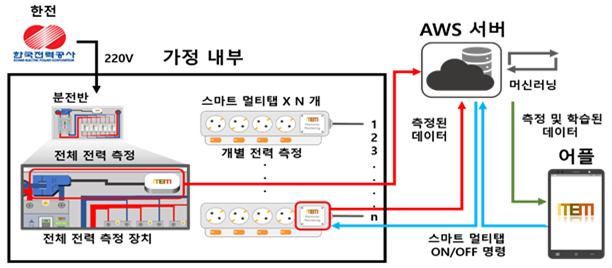 한전
한국전력공사
KOREA ELECTRIC POWER CORPORATION
220V
가정 내부
AWS 서버
머신러닝
분전반
전체 전력 측정
전체 전력 측정 장치
스마트 멀티탭 X N 개
개별 전력 측정
1
2
3
n
측정된
데이터
측정 및 학습된
데이터
어플
스마트 멀티탭
ON/OFF 명령